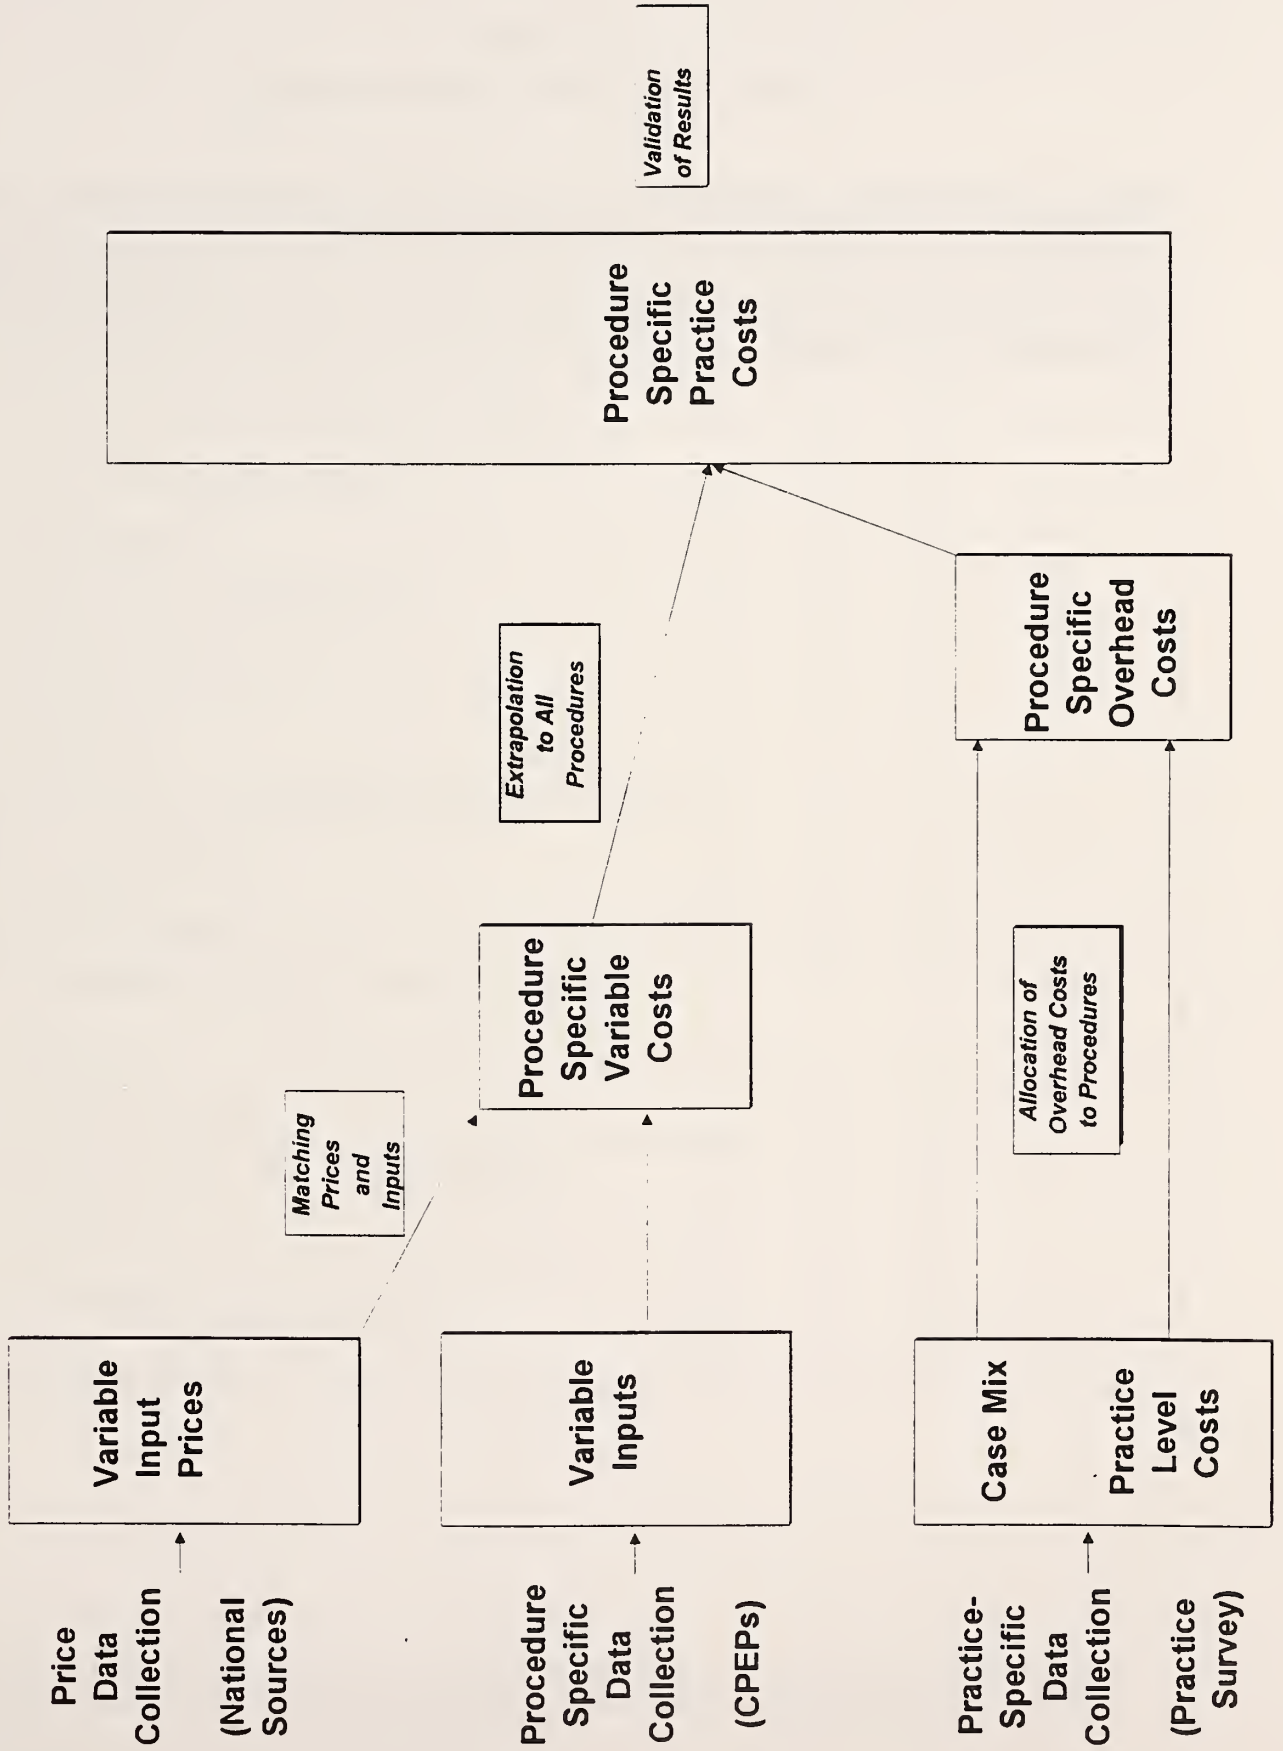 Price
Data
Collection
(National
Sources)
Variable
Input
Prices
Matching
Prices
and
Inputs
Procedure
Specific
Data
Collection
(CPEPs)
Variable
Inputs
Procedure
Specific
Variable
Costs
Extrapolation
to All
Procedures
Practice-
Specific
Data
Collection
(Practice
Survey)
Case Mix
Practice
Level
Costs
Allocation of
Overhead Costs
to Procedures
Procedure
Specific
Overhead
Costs
Procedure
Specific
Practice
Costs
Validation
of Results